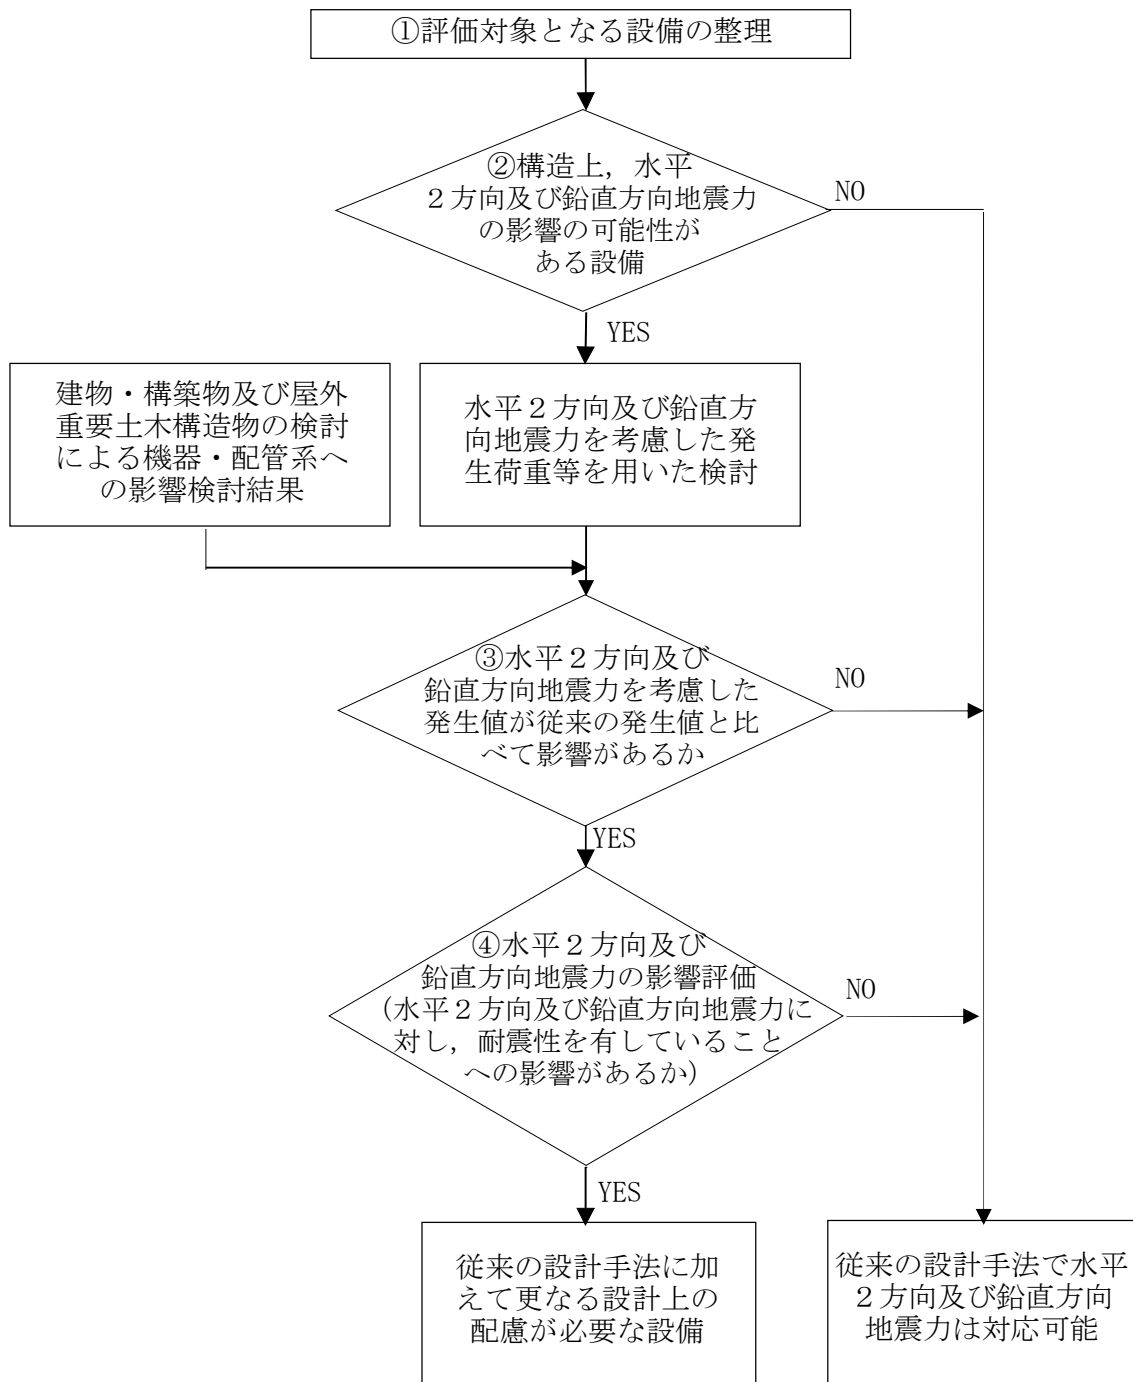 ①評価対象となる設備の整理
②構造上，水平
２方向及び鉛直方向地震力
の影響の可能性が
ある設備
NO
YES
建物・構築物及び屋外
重要土木構造物の検討
による機器・配管系へ
の影響検討結果
水平２方向及び鉛直方
向地震力を考慮した発
生荷重等を用いた検討
③水平２方向及び
鉛直方向地震力を考慮した
発生値が従来の発生値と比
べて影響があるか
NO
YES
④水平２方向及び
鉛直方向地震力の影響評価
（水平２方向及び鉛直方向地震力に
対し，耐震性を有していること
への影響があるか）
NO
YES
従来の設計手法に加
えて更なる設計上の
配慮が必要な設備
従来の設計手法で水平
２方向及び鉛直方向
地震力は対応可能